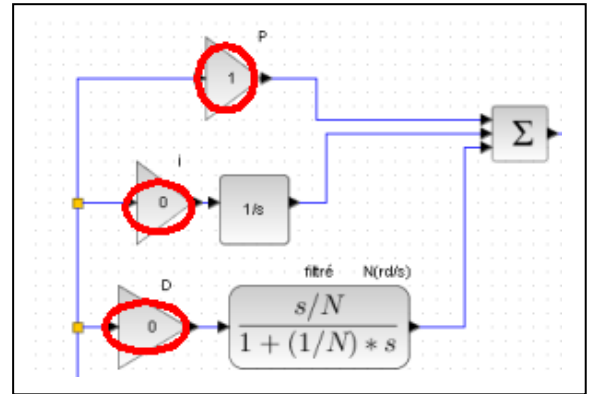 P
1
I
0
1/s
Σ
D
filtré N(rd/s)
0
s/N
1 + (1/N) * s